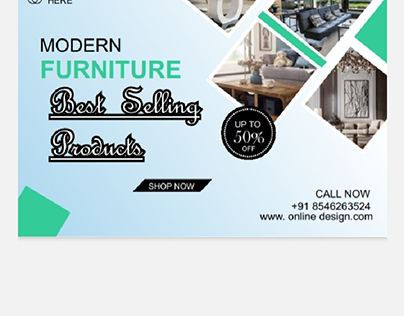 HERE
MODERN
FURNITURE
Best Selling
Products
UP TO
50%
OFF
SHOP NOW
CALL NOW
+91 8546263524
www. online design.com